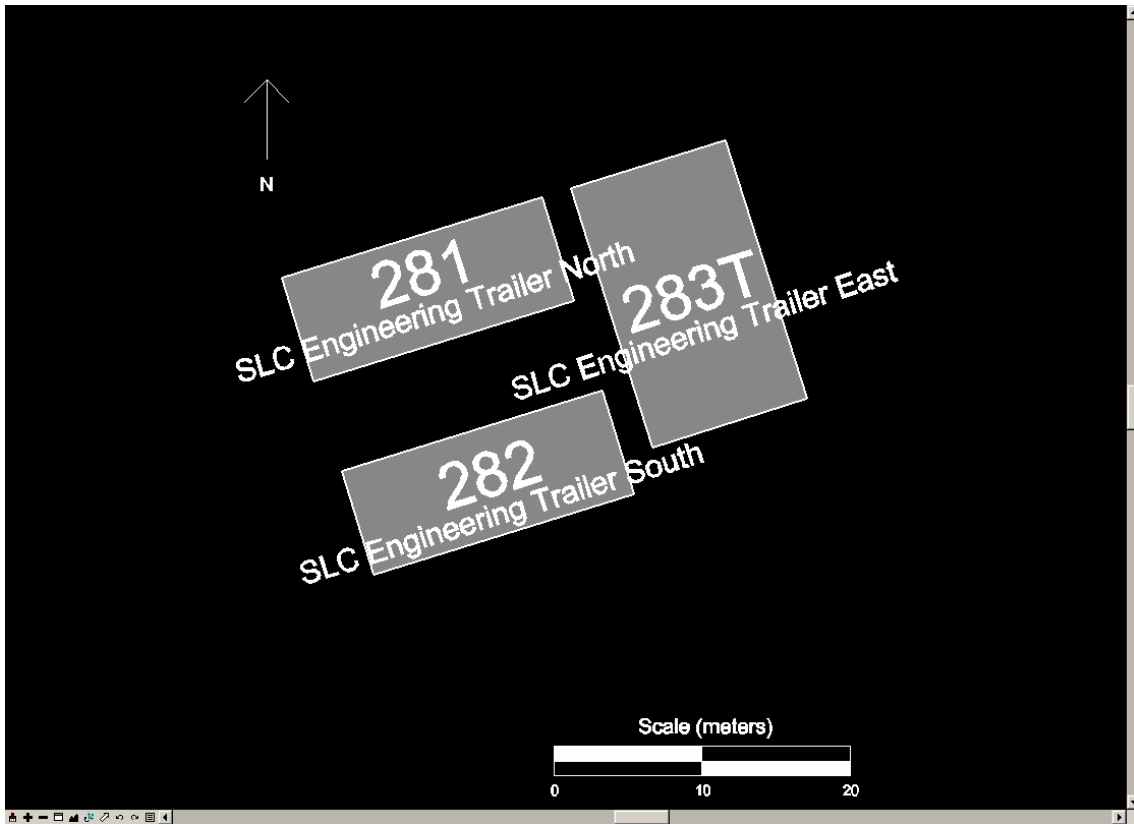 N
281
SLC Engineering Trailer North
283T
SLC Engineering Trailer East
282
SLC Engineering Trailer South
Scale (meters)
0 10 20